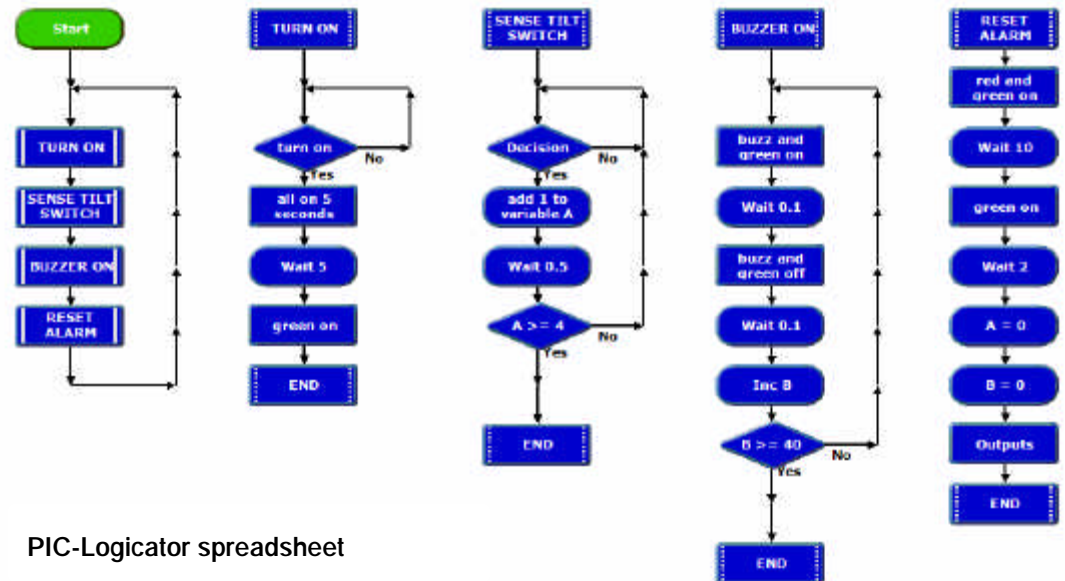 Start
TURN ON
SENSE TILT
SWITCH
BUZZER ON
RESET
ALARM
TURN ON
turn on
No
Yes
all on 5
seconds
Wait 5
green on
END
SENSE TILT
SWITCH
Decision
No
Yes
add 1 to
variable A
Wait 0.5
A >= 4
No
Yes
END
BUZZER ON
buzz and
green on
Wait 0.1
buzz and
green off
Wait 0.1
Inc B
B >= 40
No
Yes
END
RESET
ALARM
red and
green on
Wait 10
green on
Wait 2
A = 0
B = 0
Outputs
END
PIC-Logicator spreadsheet